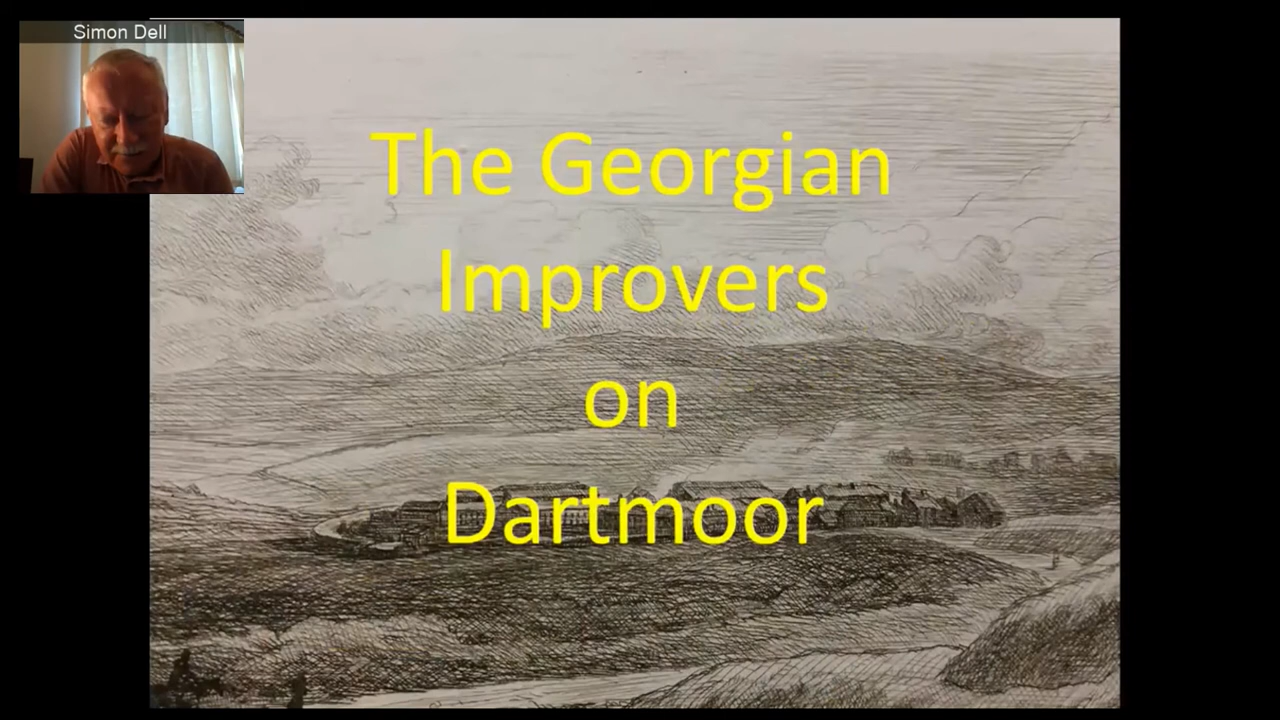 Simon Dell
The Georgian
Improvers
on
Dartmoor